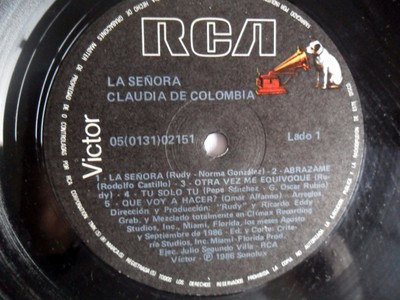 RCA
LA SEÑORA
CLAUDIA DE COLOMBIA
05(0131)02151
Lado 1
Victor
1 - LA SEÑORA (Rudy - Norma González) - 2 - ABRAZAME
(Rodolfo Castillo) - 3 - OTRA VEZ ME EQUIVOQUE (Ru-
dy) - 4 - TU SOLO TU (Pepe Sánchez - G. Oscar Rubin)
5 - QUE VOY A HACER? (Omar Alfanno) - Arreglos,
Dirección y Producción: "Rudy" y Ricardo Eddy
Grab. y Mezclado totalmente en Climax Recording
Studios, Inc., Miami, Florida, los meses Agosto
y Septiembre de 1986 - Ed. y Corte: Crite-
ria Studios, Inc. Miami - Florida Prod.
Ejec. Julio Segundo Ville - RCA
Victor - Ⓟ 1986 Sonolux